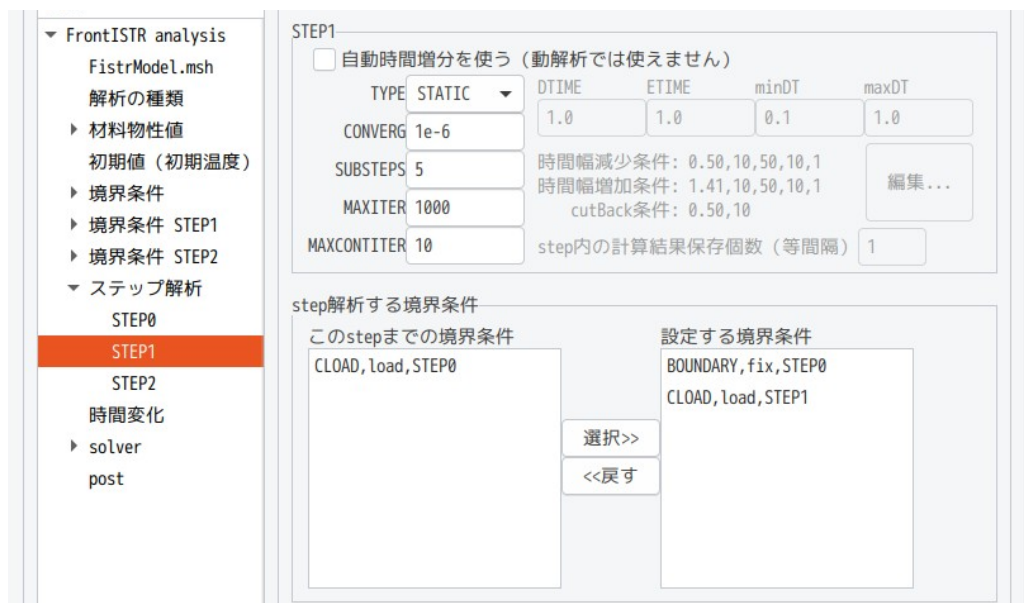 FrontISTR analysis
FistrModel.msh
解析の種類
材料物性値
初期値（初期温度）
境界条件
境界条件 STEP1
境界条件 STEP2
ステップ解析
STEP0
STEP1
STEP2
時間変化
solver
post
STEP1
自動時間増分を使う（動解析では使えません）
TYPE STATIC
CONVERG 1e-6
SUBSTEPS 5
MAXITER 1000
MAXCONTITER 10
DTIME ETIME minDT maxDT
1.0 1.0 0.1 1.0
時間幅減少条件: 0.50,10,50,10,1
時間幅増加条件: 1.41,10,50,10,1
cutBack条件: 0.50,10
編集...
step内の計算結果保存個数（等間隔） 1
step解析する境界条件
このstepまでの境界条件
CLOAD,load,STEP0
選択>>
<<戻す
設定する境界条件
BOUNDARY,fix,STEP0
CLOAD,load,STEP1